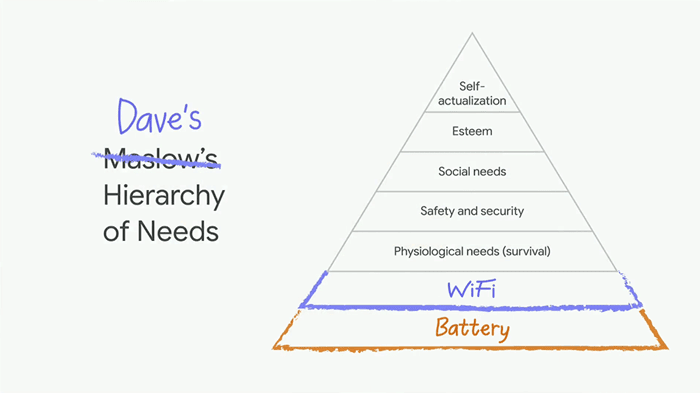 Dave's
Maslow's
Hierarchy
of Needs
Self-
actualization
Esteem
Social needs
Safety and security
Physiological needs (survival)
WiFi
Battery